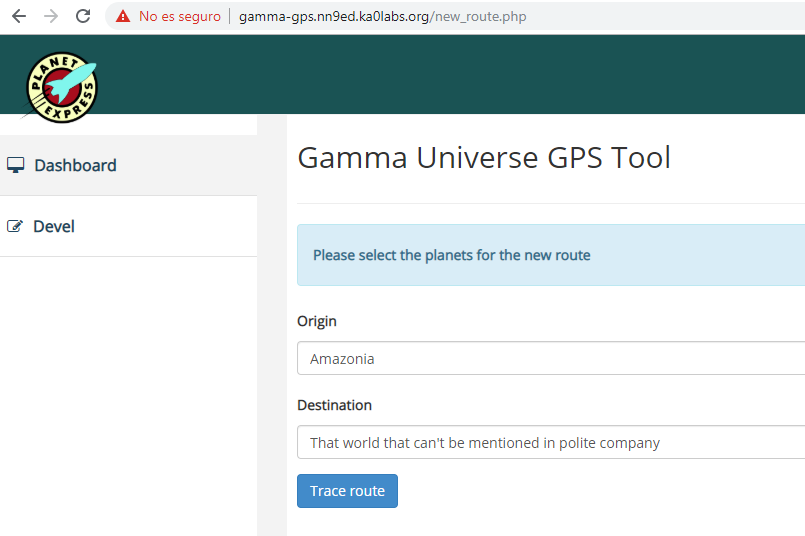 No es seguro | gamma-gps.nn9ed.ka0labs.org/new_route.php
PLANET
EXPRESS
Dashboard
Devel
Gamma Universe GPS Tool
Please select the planets for the new route
Origin
Amazonia
Destination
That world that can't be mentioned in polite company
Trace route